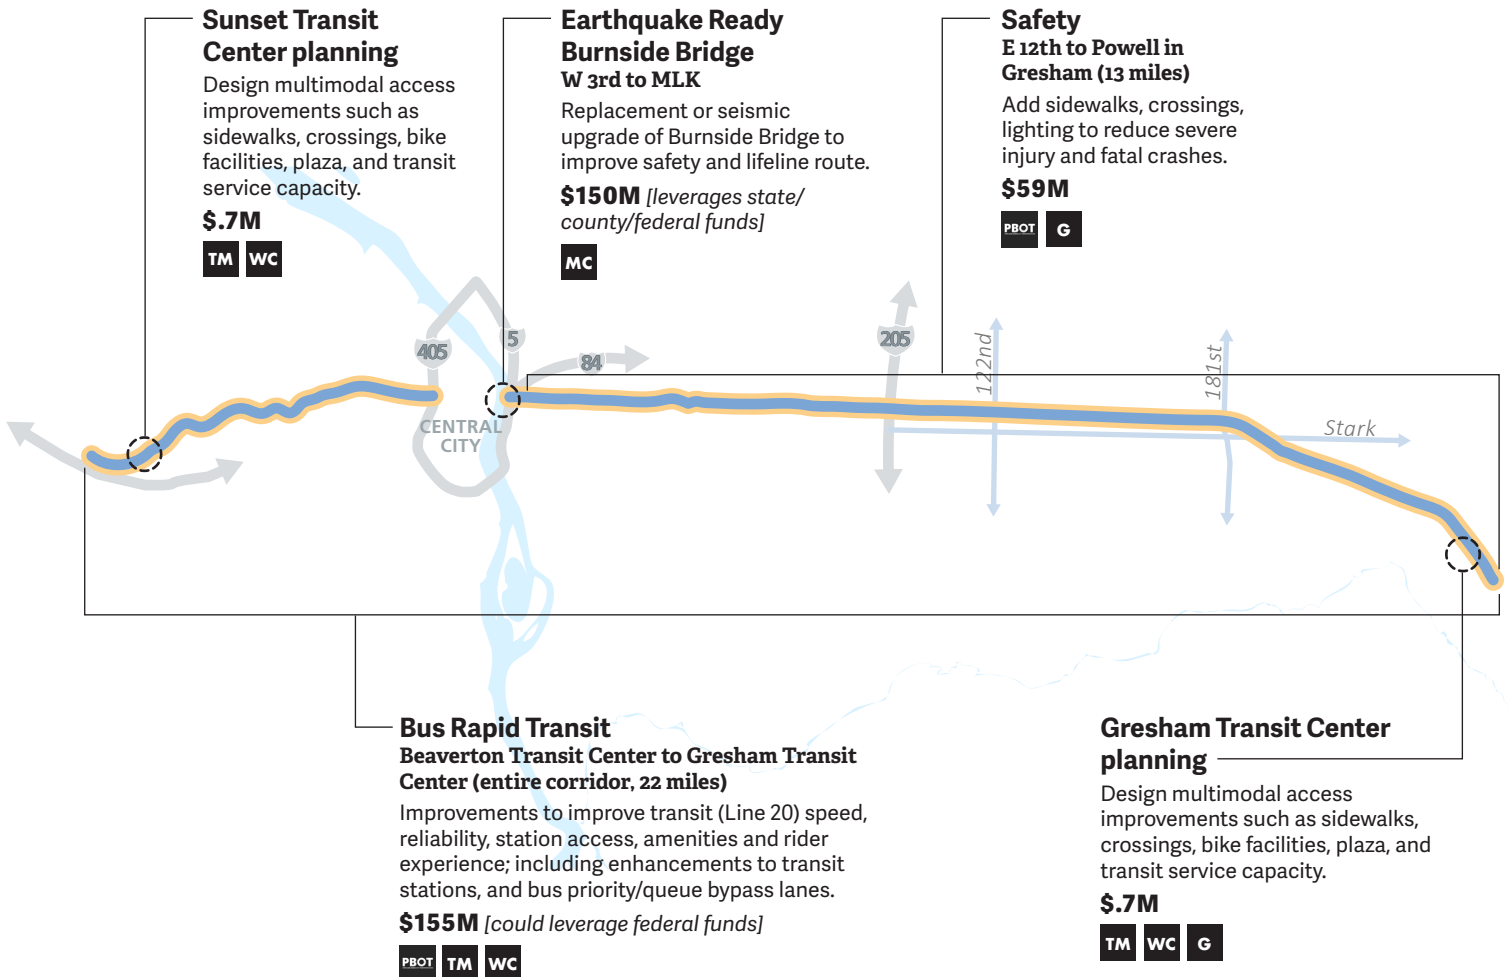 Sunset Transit
Center planning
Design multimodal access
improvements such as
sidewalks, crossings, bike
facilities, plaza, and transit
service capacity.
$.7M
TM WC
Earthquake Ready
Burnside Bridge
W 3rd to MLK
Replacement or seismic
upgrade of Burnside Bridge to
improve safety and lifeline route.
$150M [leverages state/
county/federal funds]
MC
Safety
E 12th to Powell in
Gresham (13 miles)
Add sidewalks, crossings,
lighting to reduce severe
injury and fatal crashes.
$59M
PBOT G
405
5
84
205
122nd
181st
Stark
CENTRAL
CITY
Bus Rapid Transit
Beaverton Transit Center to Gresham Transit
Center (entire corridor, 22 miles)
Improvements to improve transit (Line 20) speed,
reliability, station access, amenities and rider
experience; including enhancements to transit
stations, and bus priority/queue bypass lanes.
$155M [could leverage federal funds]
PBOT TM WC
Gresham Transit Center
planning
Design multimodal access
improvements such as sidewalks,
crossings, bike facilities, plaza, and
transit service capacity.
$.7M
TM WC G